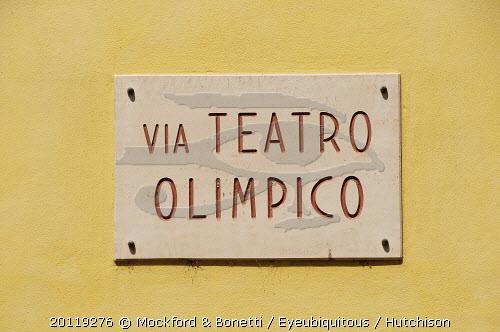 VIA TEATRO
OLIMPICO
20119276 © Mockford & Bonetti / Eyeubiquitous / Hutchison